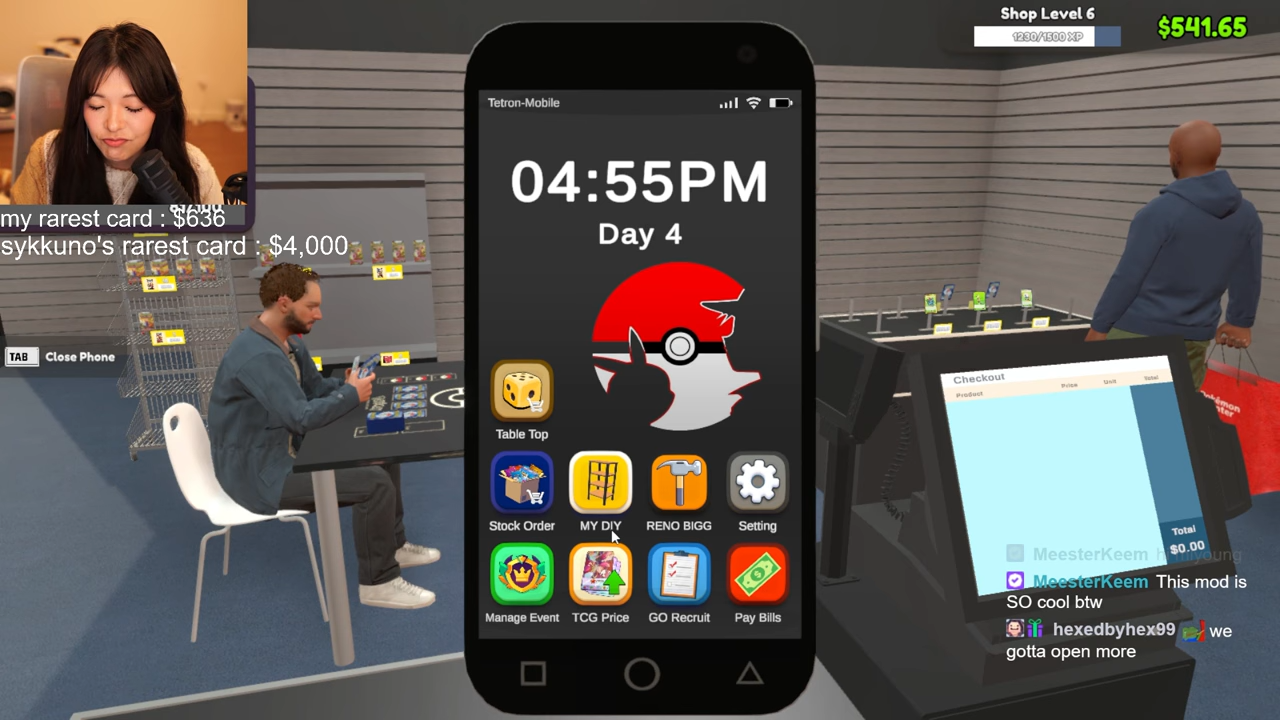 Shop Level 6
1230/1500 XP
$541.65
my rarest card : $636
sykkuno's rarest card : $4,000
TAB Close Phone
Tetron-Mobile
04:55PM
Day 4
Table Top
Stock Order
MY DIY
RENO BIGG
Setting
Manage Event
TCG Price
GO Recruit
Pay Bills
Checkout
Product Price Unit Total
Total
$0.00
Pokémon
MeesterKeem
MeesterKeem This mod is
SO cool btw
hexedbyhex99 we
gotta open more